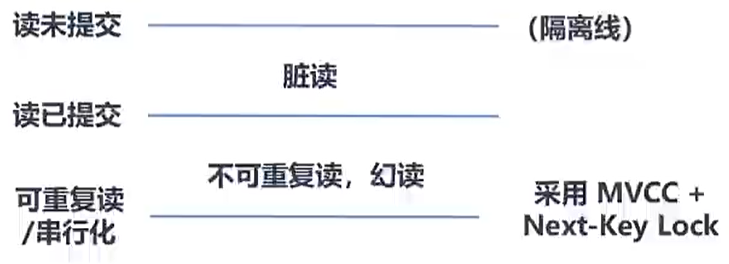 读未提交
(隔离线)
脏读
读已提交
不可重复读，幻读
可重复读
/串行化
采用 MVCC +
Next-Key Lock